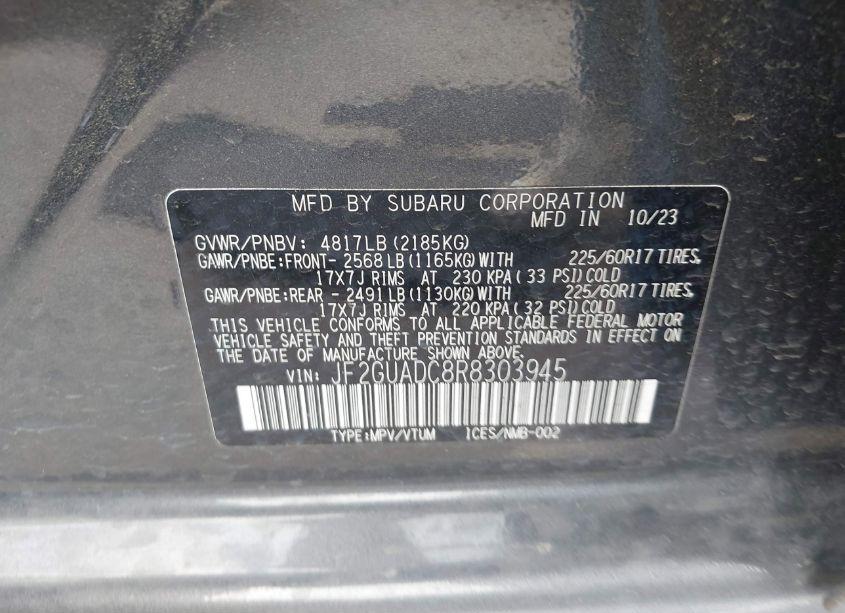 MFD BY SUBARU CORPORATION
MFD IN 10/23
GVWR/PNBV: 4817LB (2185KG)
GAWR/PNBE:FRONT- 2568 LB (1165KG) WITH 225/60R17 TIRES,
17X7J RIMS AT 230 KPA ( 33 PSI) COLD
GAWR/PNBE:REAR - 2491 LB (1130KG) WITH 225/60R17 TIRES,
17X7J RIMS AT 220 KPA ( 32 PSI) COLD
THIS VEHICLE CONFORMS TO ALL APPLICABLE FEDERAL MOTOR
VEHICLE SAFETY AND THEFT PREVENTION STANDARDS IN EFFECT ON
THE DATE OF MANUFACTURE SHOWN ABOVE.
VIN: JF2GUADC8R8303945
TYPE:MPV/VTUM ICES/NMB-002